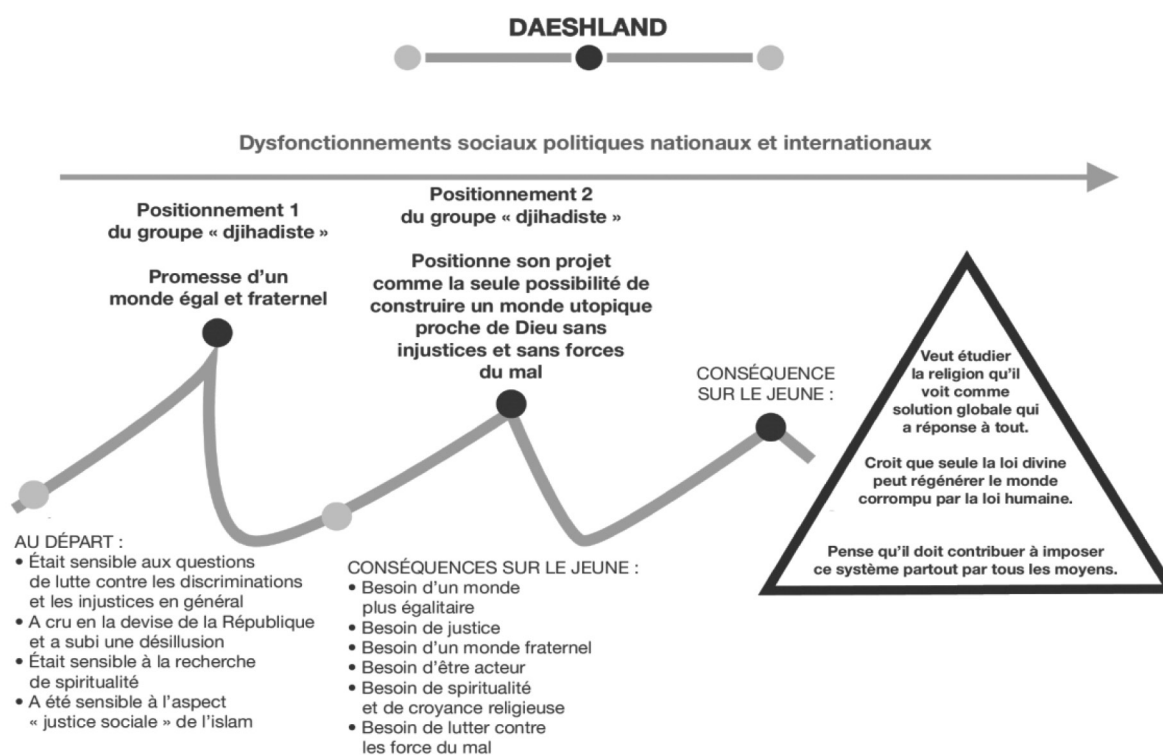 DAESHLAND
Dysfonctionnements sociaux politiques nationaux et internationaux
Positionnement 1
du groupe « djihadiste »
Promesse d'un
monde égal et fraternel
Positionnement 2
du groupe « djihadiste »
Positionne son projet
comme la seule possibilité de
construire un monde utopique
proche de Dieu sans
injustices et sans forces
du mal
CONSÉQUENCE
SUR LE JEUNE :
Veut étudier
la religion qu'il
voit comme
solution globale qui
a réponse à tout.
Croit que seule la loi divine
peut régénérer le monde
corrompu par la loi humaine.
Pense qu'il doit contribuer à imposer
ce système partout par tous les moyens.
AU DÉPART :
• Était sensible aux questions
de lutte contre les discriminations
et les injustices en général
• A cru en la devise de la République
et a subi une désillusion
• Était sensible à la recherche
de spiritualité
• A été sensible à l'aspect
« justice sociale » de l'islam
CONSÉQUENCES SUR LE JEUNE :
• Besoin d'un monde
plus égalitaire
• Besoin de justice
• Besoin d'un monde fraternel
• Besoin d'être acteur
• Besoin de spiritualité
et de croyance religieuse
• Besoin de lutter contre
les force du mal